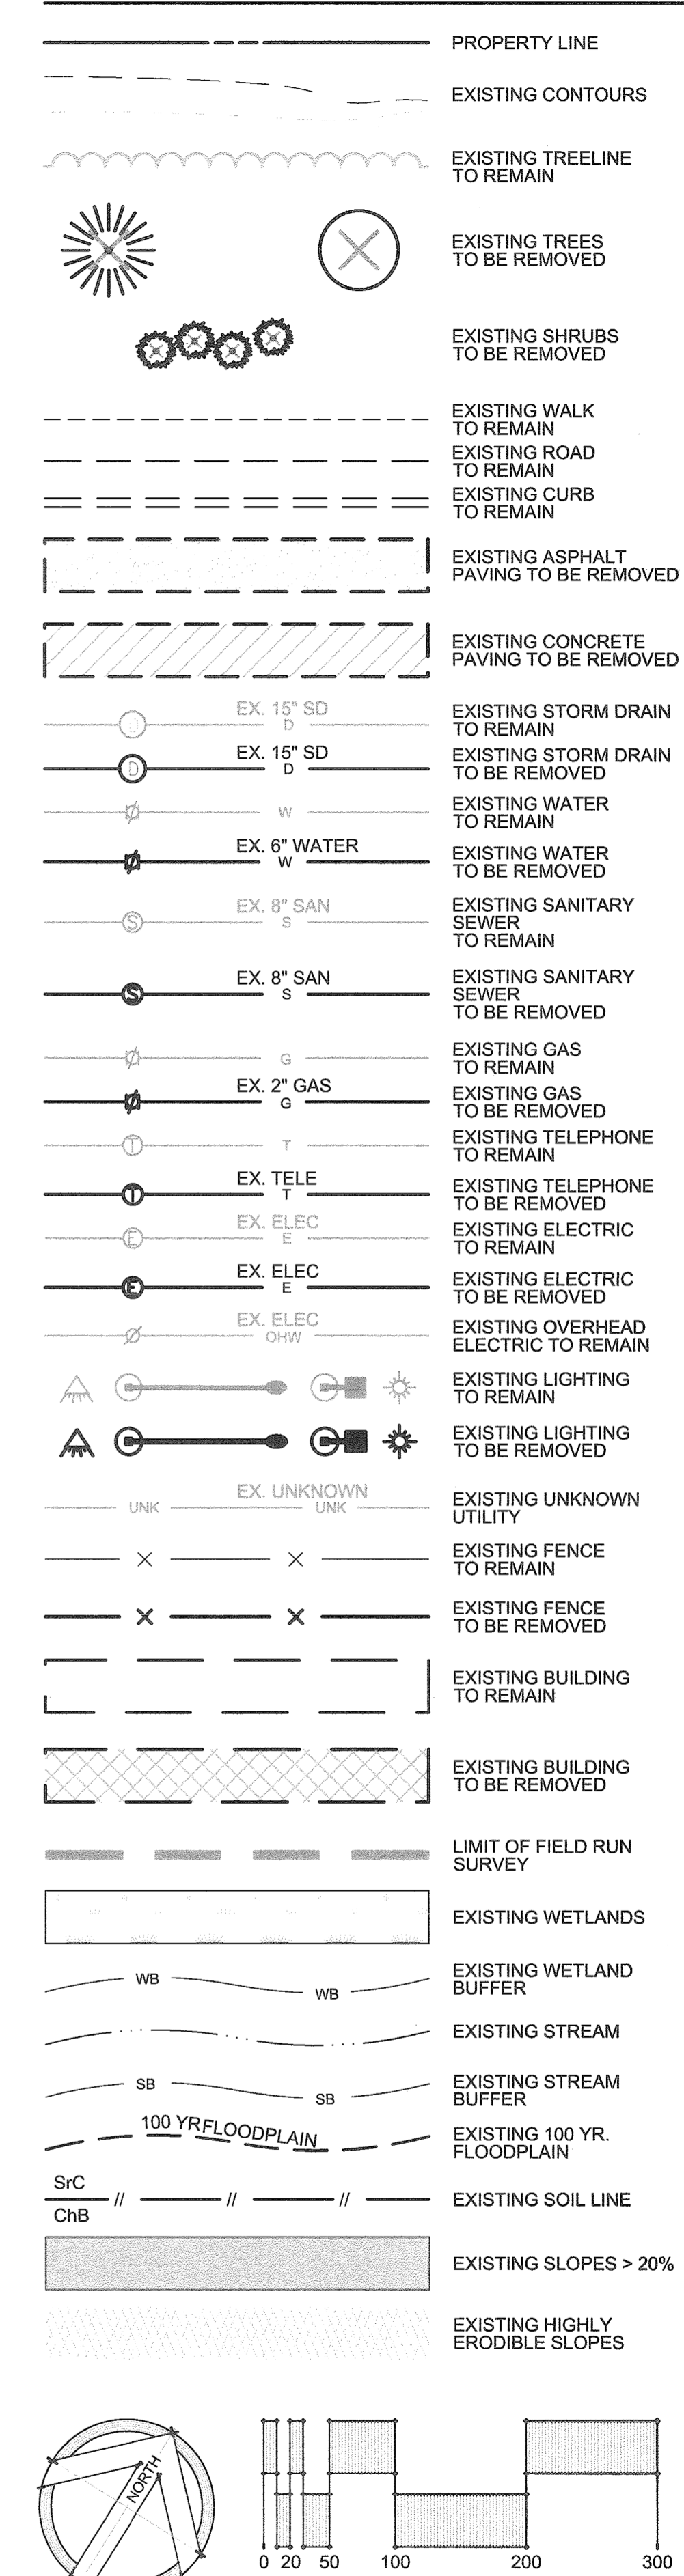 PROPERTY LINE
EXISTING CONTOURS
EXISTING TREELINE
TO REMAIN
EXISTING TREES
TO BE REMOVED
EXISTING SHRUBS
TO BE REMOVED
EXISTING WALK
TO REMAIN
EXISTING ROAD
TO REMAIN
EXISTING CURB
TO REMAIN
EXISTING ASPHALT
PAVING TO BE REMOVED
EXISTING CONCRETE
PAVING TO BE REMOVED
EX. 15" SD
D D
EXISTING STORM DRAIN
TO REMAIN
EX. 15" SD
D D
EXISTING STORM DRAIN
TO BE REMOVED
W
EXISTING WATER
TO REMAIN
EX. 6" WATER
W
EXISTING WATER
TO BE REMOVED
EX. 8" SAN
S S
EXISTING SANITARY
SEWER
TO REMAIN
EX. 8" SAN
S S
EXISTING SANITARY
SEWER
TO BE REMOVED
G
EXISTING GAS
TO REMAIN
EX. 2" GAS
G
EXISTING GAS
TO BE REMOVED
T T
EXISTING TELEPHONE
TO REMAIN
EX. TELE
T T
EXISTING TELEPHONE
TO BE REMOVED
EX. ELEC
E E
EXISTING ELECTRIC
TO REMAIN
EX. ELEC
E E
EXISTING ELECTRIC
TO BE REMOVED
EX. ELEC
OHW
EXISTING OVERHEAD
ELECTRIC TO REMAIN
EXISTING LIGHTING
TO REMAIN
EXISTING LIGHTING
TO BE REMOVED
EX. UNKNOWN
UNK UNK
EXISTING UNKNOWN
UTILITY
EXISTING FENCE
TO REMAIN
EXISTING FENCE
TO BE REMOVED
EXISTING BUILDING
TO REMAIN
EXISTING BUILDING
TO BE REMOVED
LIMIT OF FIELD RUN
SURVEY
EXISTING WETLANDS
WB WB
EXISTING WETLAND
BUFFER
EXISTING STREAM
SB SB
EXISTING STREAM
BUFFER
100 YR FLOODPLAIN
EXISTING 100 YR.
FLOODPLAIN
SrC
ChB
EXISTING SOIL LINE
EXISTING SLOPES > 20%
EXISTING HIGHLY
ERODIBLE SLOPES
NORTH
0 20 50 100 200 300